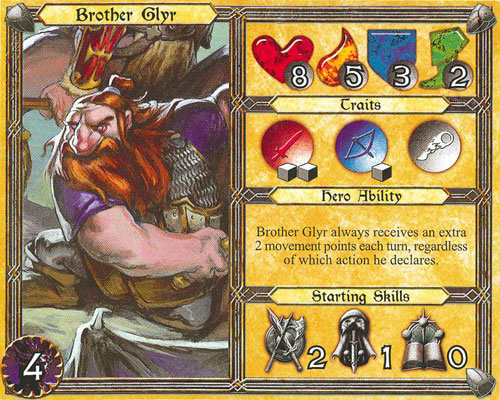 Brother Glyr
8 5 3 2
Traits
Hero Ability
Brother Glyr always receives an extra
2 movement points each turn, regardless
of which action he declares.
Starting Skills
4 2 1 0